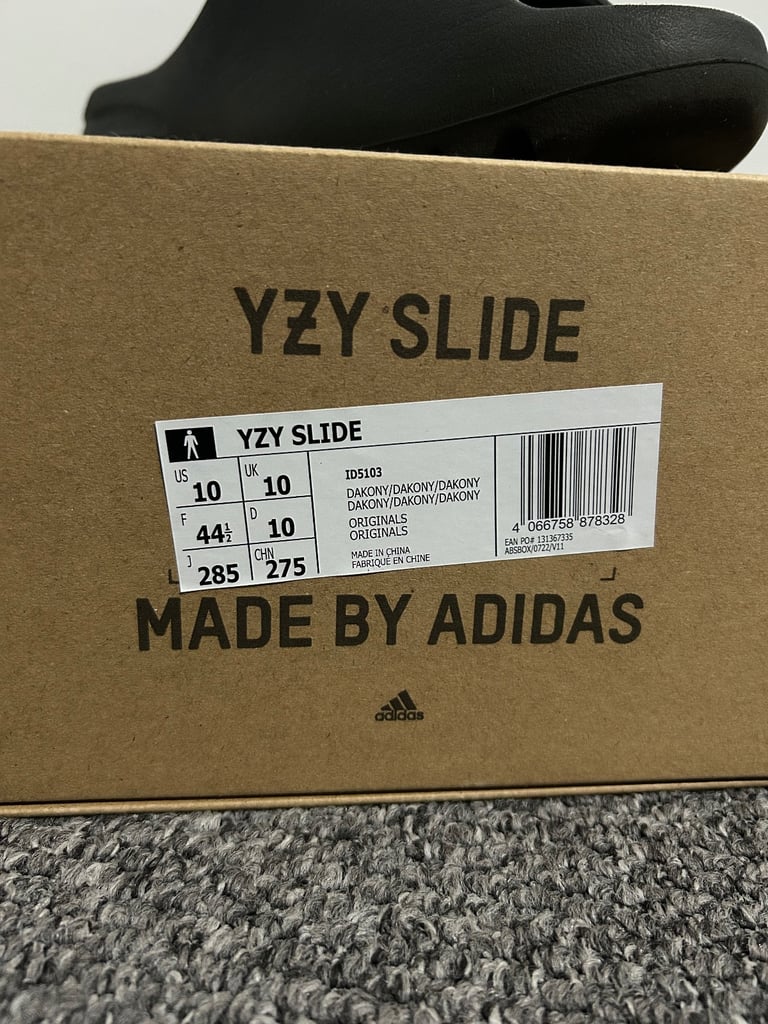 YZY SLIDE
YZY SLIDE
US 10 UK 10
F 44½ D 10
J 285 CHN 275
ID5103
DAKONY/DAKONY/DAKONY
DAKONY/DAKONY/DAKONY
ORIGINALS
ORIGINALS
MADE IN CHINA
FABRIQUÉ EN CHINE
4 066758 878328
EAN PO# 131367335
ABSBOX/0722/V11
MADE BY ADIDAS
adidas